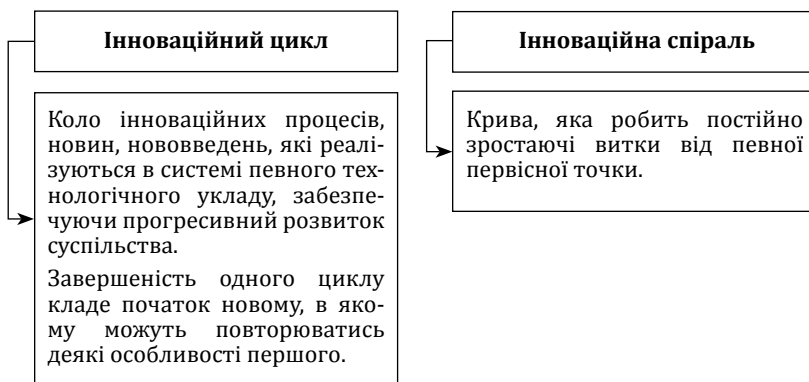 Інноваційний цикл
Коло інноваційних процесів,
новин, нововведень, які реалі-
зуються в системі певного тех-
нологічного укладу, забезпе-
чуючи прогресивний розвиток
суспільства.
Завершеність одного циклу
кладе початок новому, в яко-
му можуть повторюватись
деякі особливості першого.
Інноваційна спіраль
Крива, яка робить постійно
зростаючі витки від певної
первісної точки.